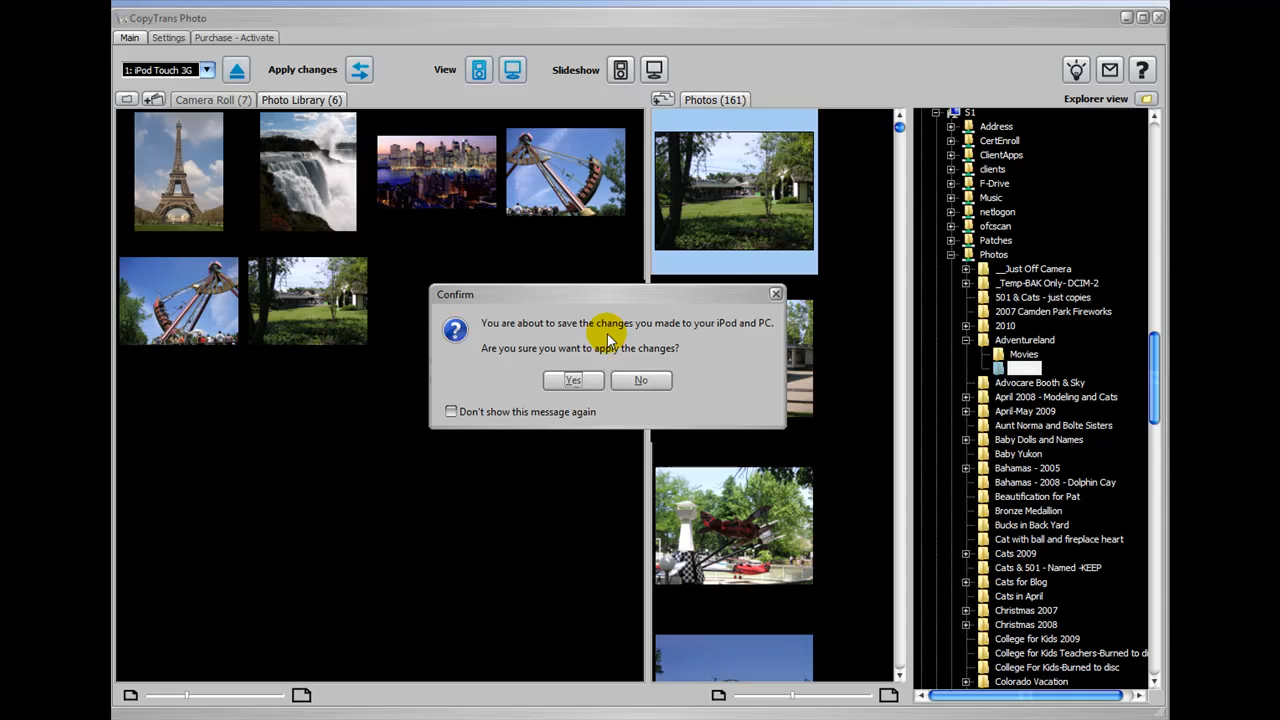 CopyTrans Photo
Main
Settings
Purchase - Activate
1: iPod Touch 3G
Apply changes
View
Slideshow
Camera Roll (7)
Photo Library (6)
Photos (161)
Explorer view
S1
Address
CertEnroll
ClientApps
clients
F-Drive
Music
netlogon
ofcscan
Patches
Photos
__Just Off Camera
_Temp-BAK Only- DCIM-2
501 & Cats - just copies
2007 Camden Park Fireworks
2010
Adventureland
Movies
Advocare Booth & Sky
April 2008 - Modeling and Cats
April-May 2009
Aunt Norma and Bolte Sisters
Baby Dolls and Names
Baby Yukon
Bahamas - 2005
Bahamas - 2008 - Dolphin Cay
Beautification for Pat
Bronze Medallion
Bucks in Back Yard
Cat with ball and fireplace heart
Cats 2009
Cats & 501 - Named -KEEP
Cats for Blog
Cats in April
Christmas 2007
Christmas 2008
College for Kids 2009
College for Kids Teachers-Burned to di
College For Kids-Burned to disc
Colorado Vacation
Confirm
You are about to save the changes you made to your iPod and PC.
Are you sure you want to apply the changes?
Yes
No
Don't show this message again